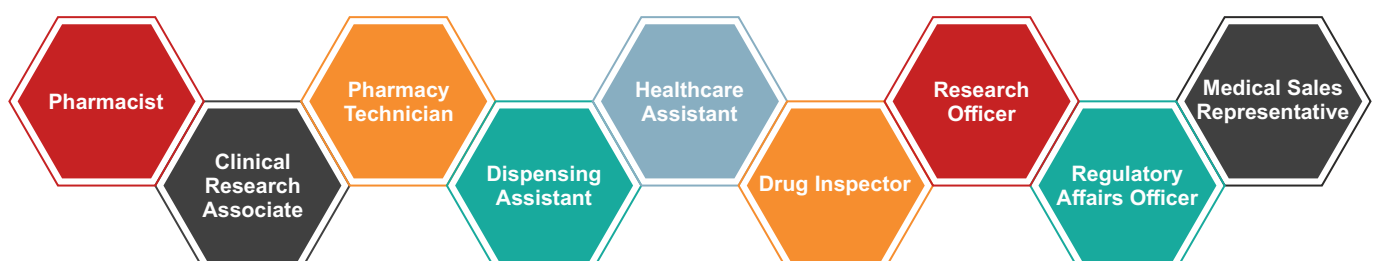 Pharmacist
Clinical
Research
Associate
Pharmacy
Technician
Dispensing
Assistant
Healthcare
Assistant
Drug Inspector
Research
Officer
Regulatory
Affairs Officer
Medical Sales
Representative